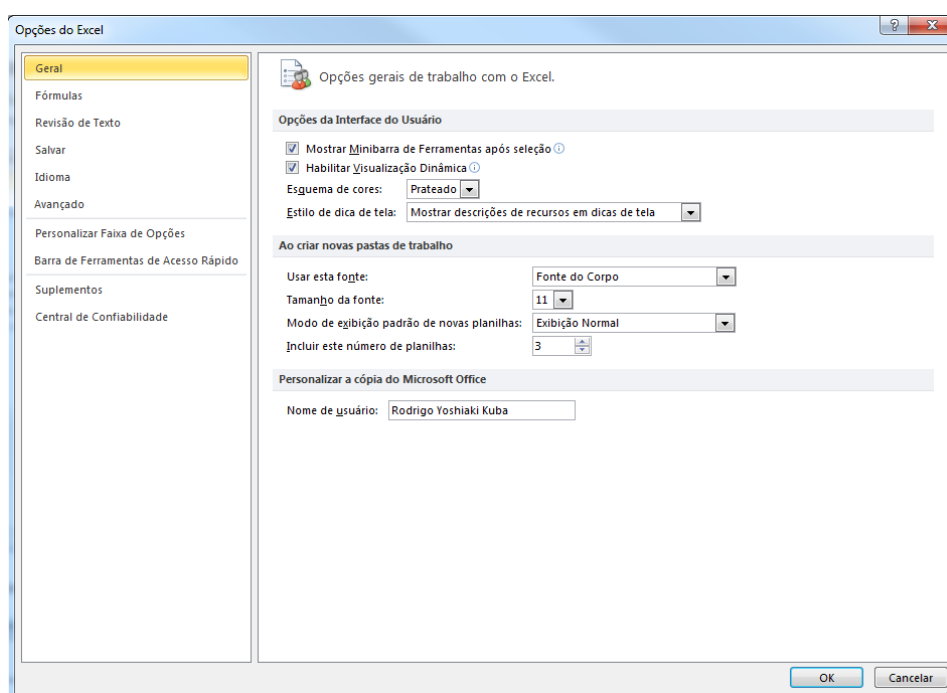 Opções do Excel
Geral
Fórmulas
Revisão de Texto
Salvar
Idioma
Avançado
Personalizar Faixa de Opções
Barra de Ferramentas de Acesso Rápido
Suplementos
Central de Confiabilidade
Opções gerais de trabalho com o Excel.
Opções da Interface do Usuário
Mostrar Minibarra de Ferramentas após seleção
Habilitar Visualização Dinâmica
Esquema de cores: Prateado
Estilo de dica de tela: Mostrar descrições de recursos em dicas de tela
Ao criar novas pastas de trabalho
Usar esta fonte: Fonte do Corpo
Tamanho da fonte: 11
Modo de exibição padrão de novas planilhas: Exibição Normal
Incluir este número de planilhas: 3
Personalizar a cópia do Microsoft Office
Nome de usuário: Rodrigo Yoshiaki Kuba
OK Cancelar